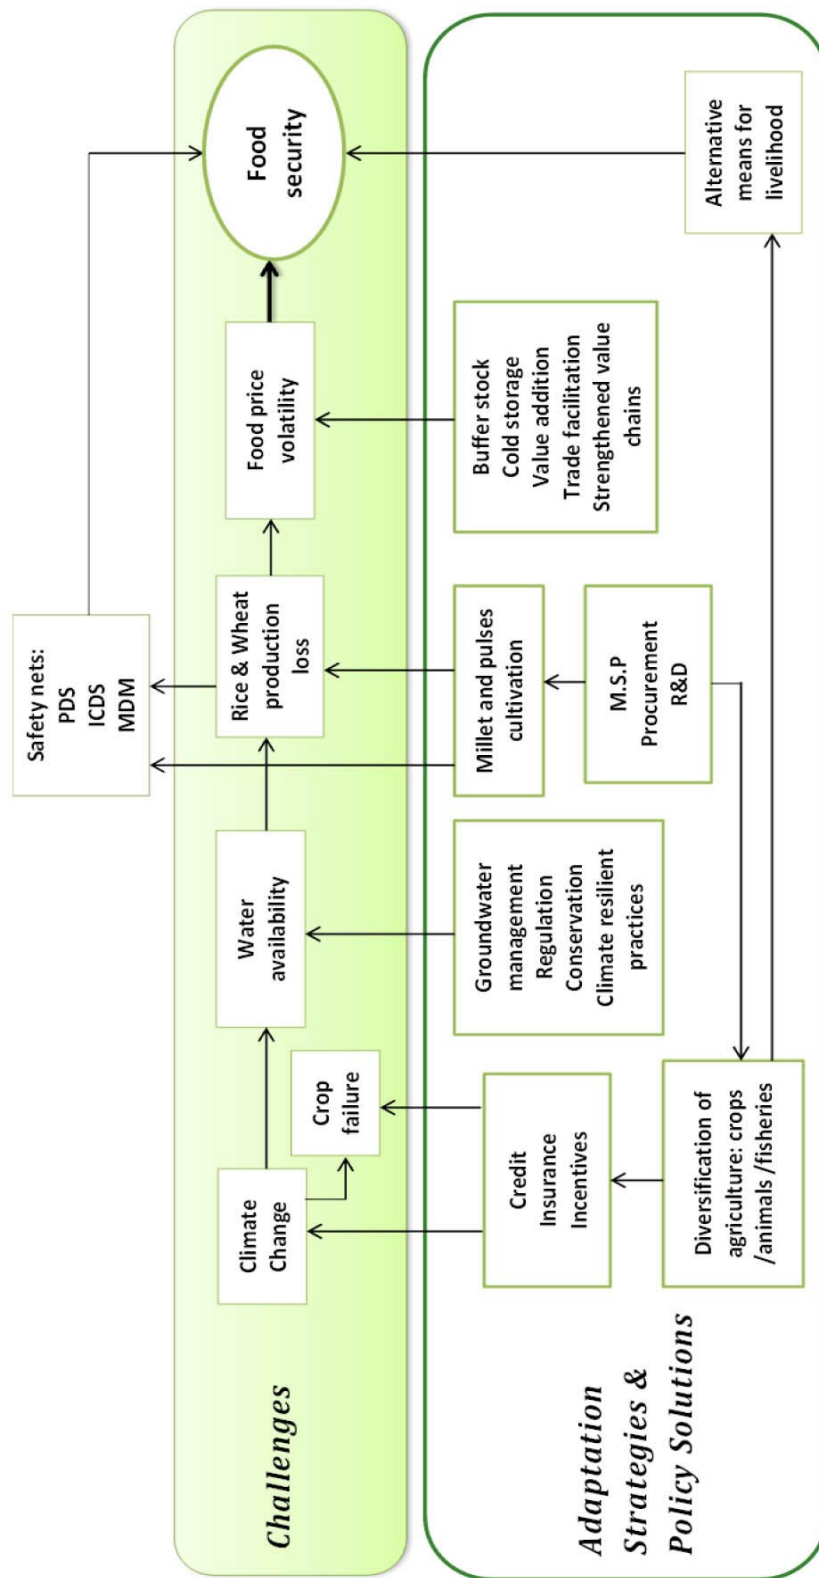 Safety nets:
PDS
ICDS
MDM
Challenges
Climate
Change
Crop
failure
Water
availability
Rice & Wheat
production
loss
Food price
volatility
Food
security
Adaptation
Strategies &
Policy Solutions
Credit
Insurance
Incentives
Diversification of
agriculture: crops
/animals /fisheries
Groundwater
management
Regulation
Conservation
Climate resilient
practices
Millet and pulses
cultivation
M.S.P
Procurement
R&D
Buffer stock
Cold storage
Value addition
Trade facilitation
Strengthened value
chains
Alternative
means for
livelihood